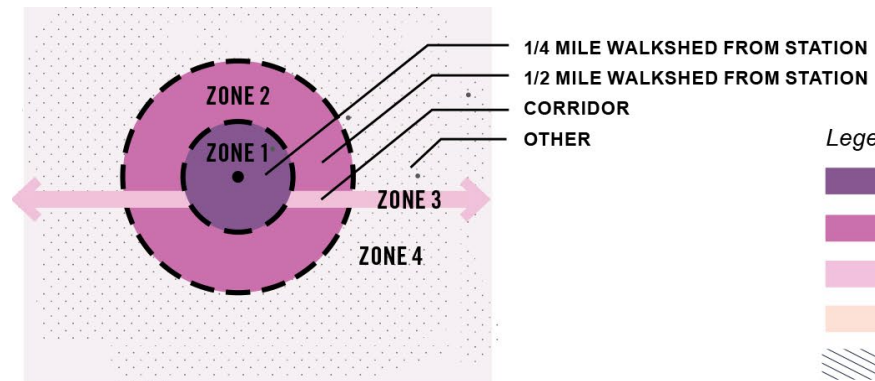 1/4 MILE WALKSHED FROM STATION
1/2 MILE WALKSHED FROM STATION
CORRIDOR
OTHER
ZONE 2
ZONE 1
ZONE 3
ZONE 4